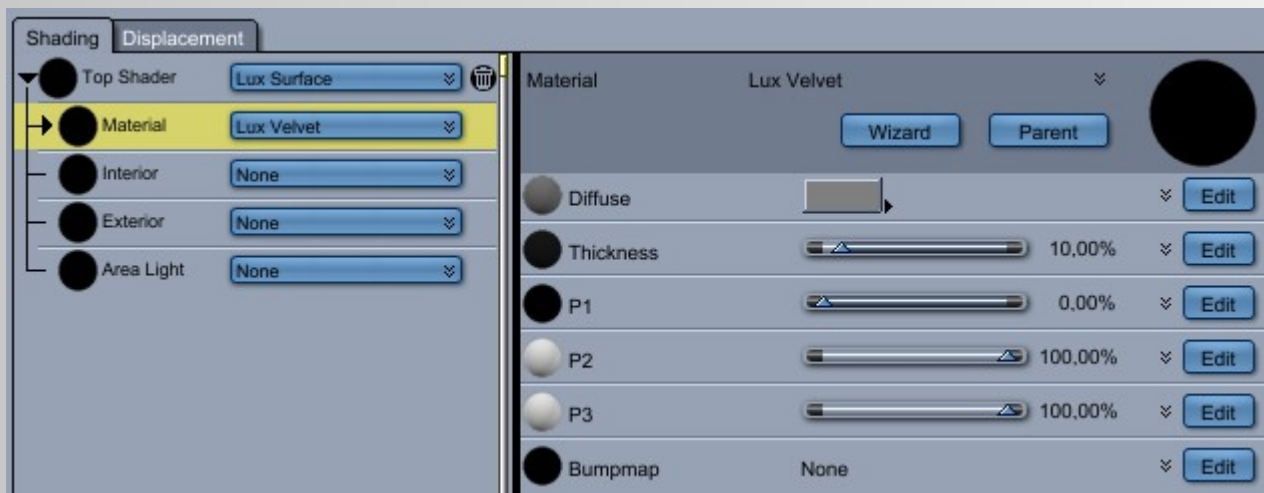 Shading Displacement
Top Shader Lux Surface
Material Lux Velvet
Interior None
Exterior None
Area Light None
Material Lux Velvet
Wizard Parent
Diffuse Edit
Thickness 10,00% Edit
P1 0,00% Edit
P2 100,00% Edit
P3 100,00% Edit
Bumpmap None Edit